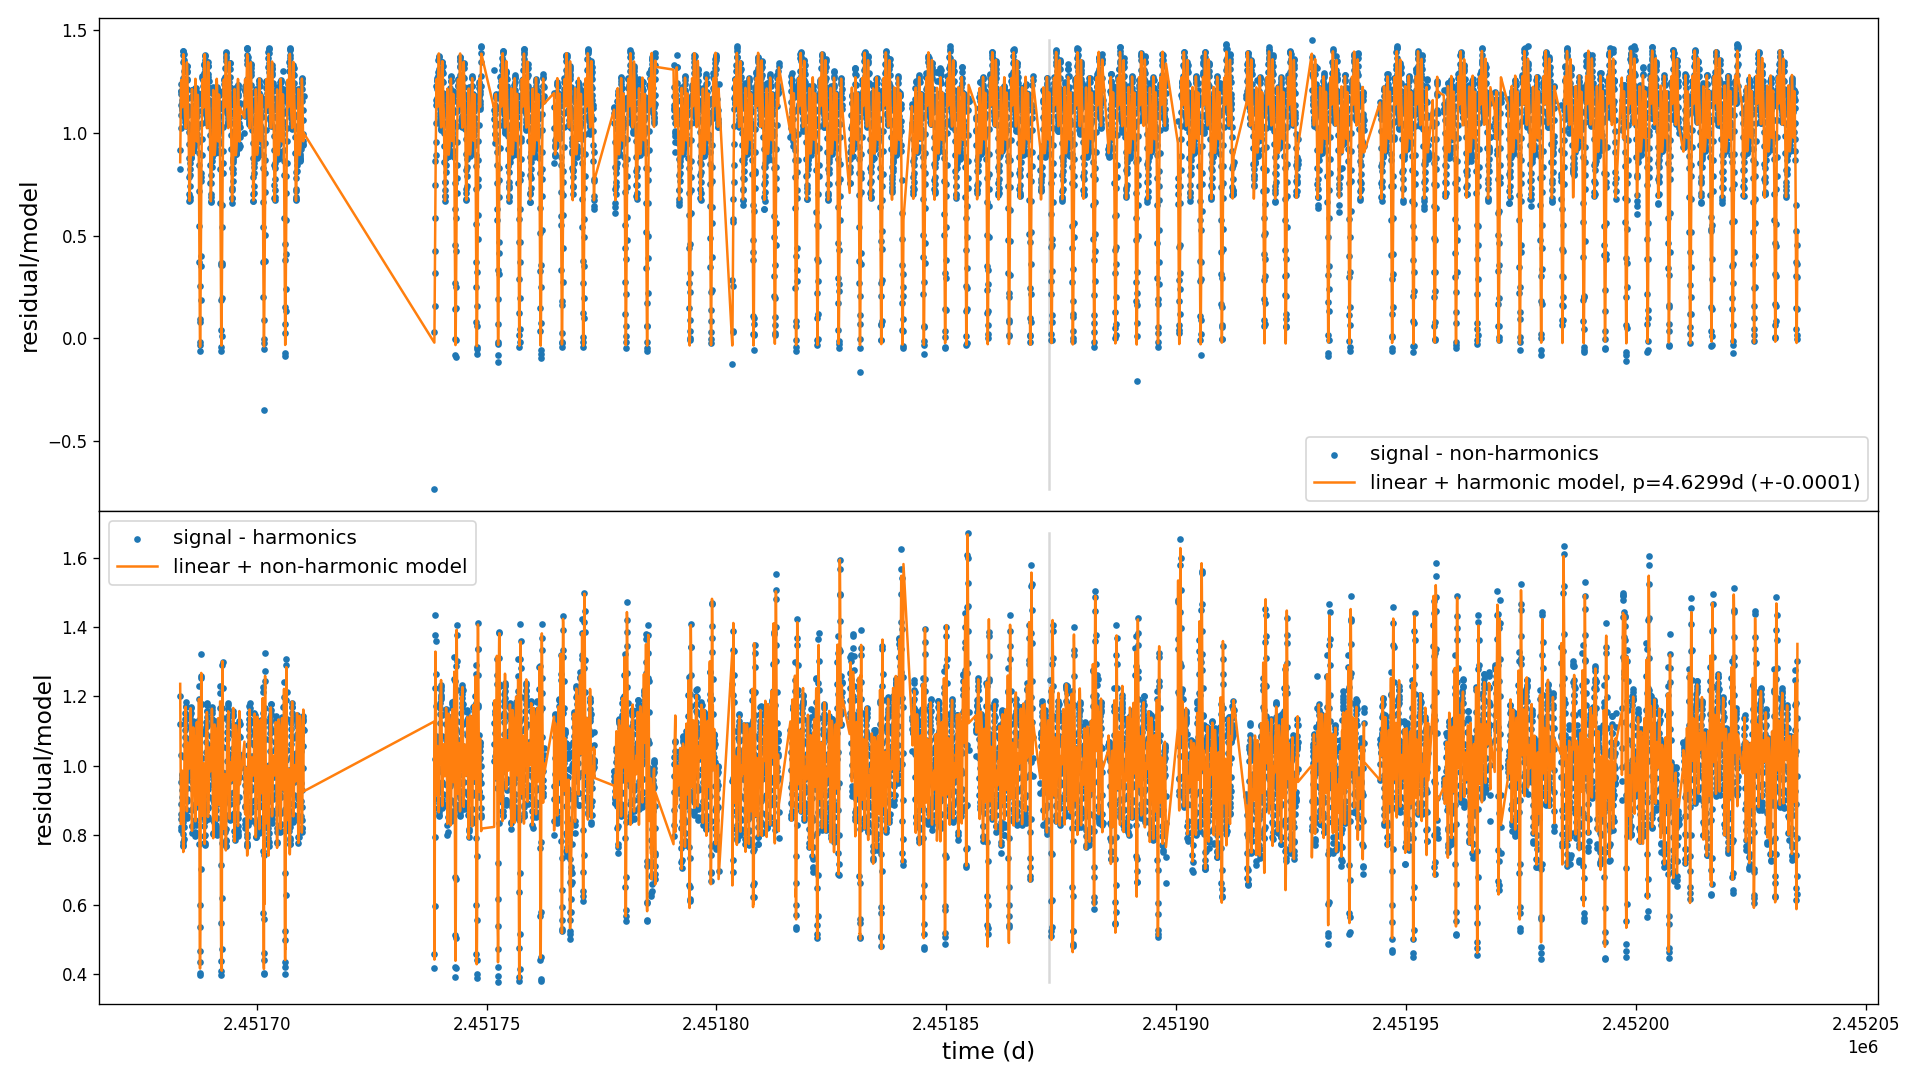 1.5
1.0
0.5
0.0
−0.5
residual/model
signal - non-harmonics
linear + harmonic model, p=4.6299d (+-0.0001)
signal - harmonics
linear + non-harmonic model
1.6
1.4
1.2
1.0
0.8
0.6
0.4
residual/model
2.45170
2.45175
2.45180
2.45185
2.45190
2.45195
2.45200
2.45205
1e6
time (d)